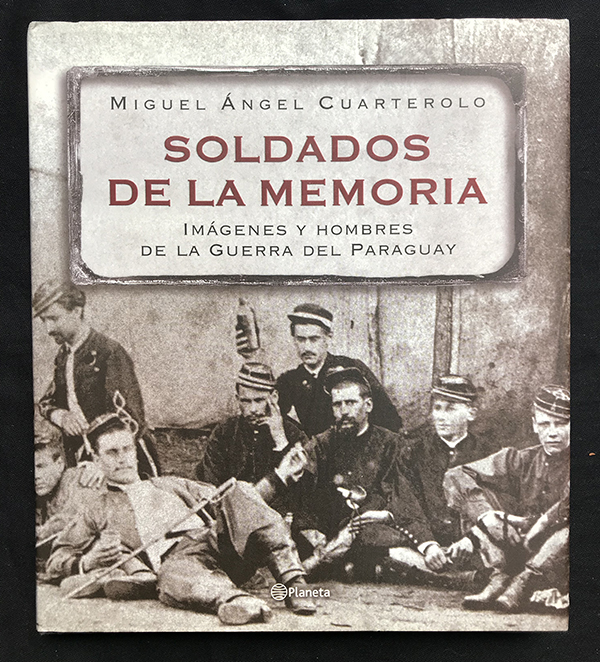 MIGUEL ÁNGEL CUARTEROLO
SOLDADOS
DE LA MEMORIA
IMÁGENES Y HOMBRES
DE LA GUERRA DEL PARAGUAY
Planeta